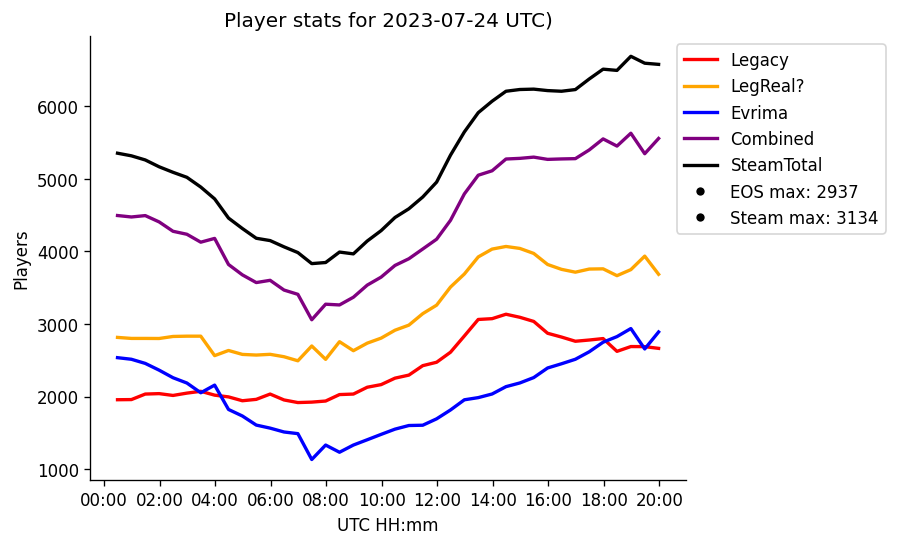 Player stats for 2023-07-24 UTC)
Legacy
LegReal?
Evrima
Combined
SteamTotal
EOS max: 2937
Steam max: 3134
Players
6000
5000
4000
3000
2000
1000
00:00 02:00 04:00 06:00 08:00 10:00 12:00 14:00 16:00 18:00 20:00
UTC HH:mm